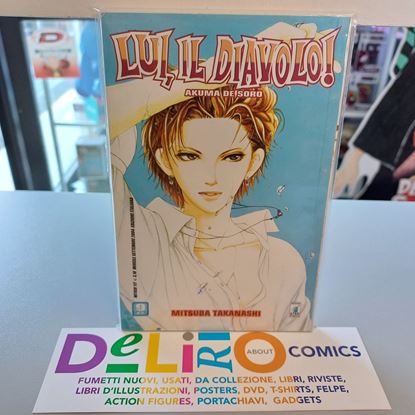 LUI, IL DIAVOLO!
AKUMA DE SORO
MITSUBA TAKANASHI
DeLiRIO ABOUT COMICS
FUMETTI NUOVI, USATI, DA COLLEZIONE, LIBRI, RIVISTE,
LIBRI D'ILLUSTRAZIONI, POSTERS, DVD, T-SHIRTS, FELPE,
ACTION FIGURES, PORTACHIAVI, GADGETS